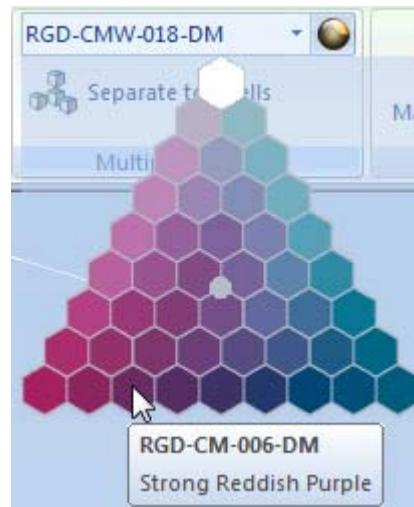 RGD-CMW-018-DM
Separate to
ells
Multi
Ma
RGD-CM-006-DM
Strong Reddish Purple